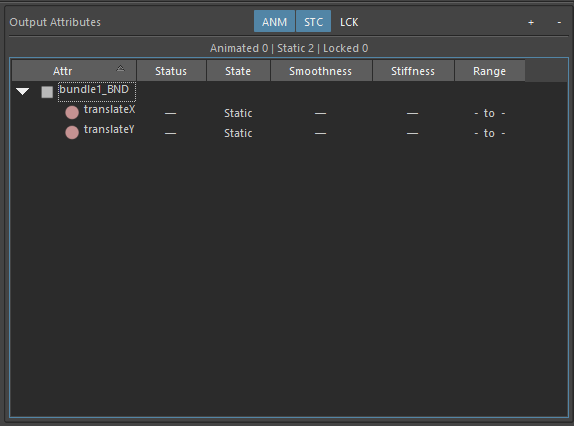 Output Attributes ANM STC LCK + -
Animated 0 | Static 2 | Locked 0
Attr Status State Smoothness Stiffness Range
bundle1_BND
translateX — Static — — - to -
translateY — Static — — - to -